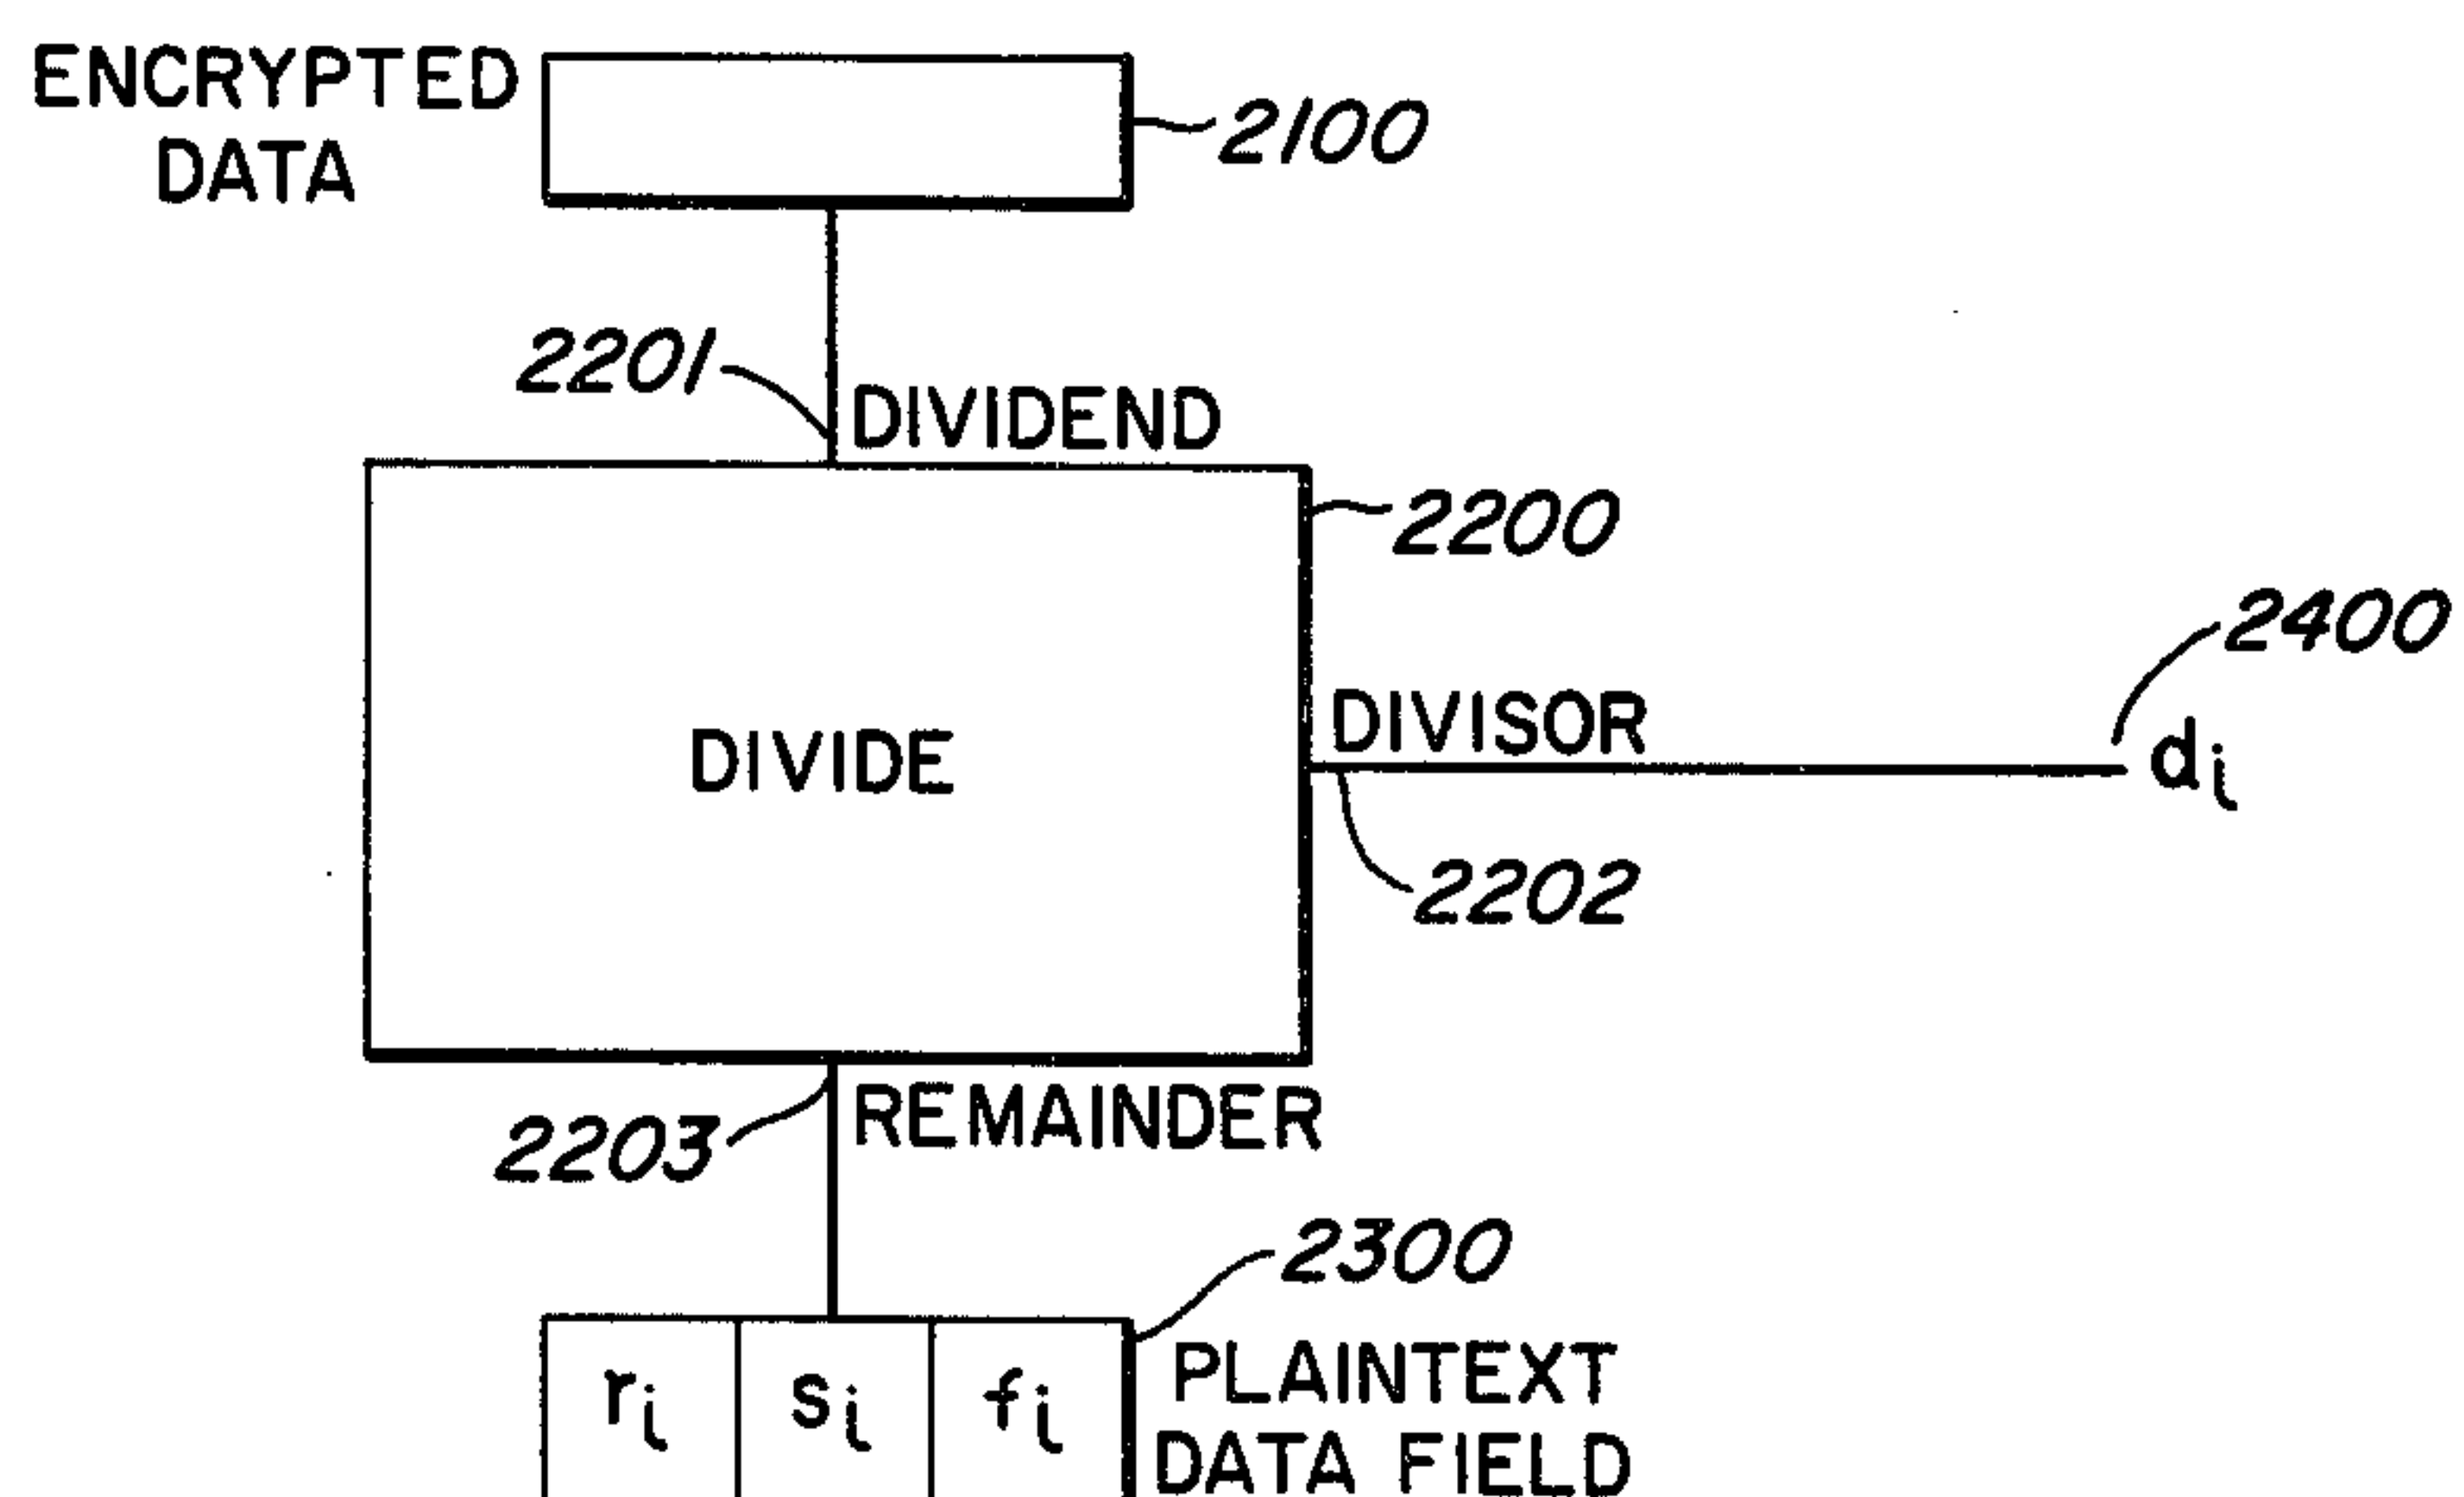 ENCRYPTED
DATA
2100
2201
DIVIDEND
2200
2400
DIVISOR
dᵢ
DIVIDE
2202
REMAINDER
2203
2300
rᵢ sᵢ fᵢ
PLAINTEXT
DATA FIELD